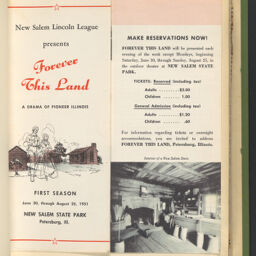 New Salem Lincoln League
presents
Forever
This Land
A DRAMA OF PIONEER ILLINOIS
FIRST SEASON
June 30, through August 25, 1951
NEW SALEM STATE PARK
Petersburg, Ill.
MAKE RESERVATIONS NOW!
FOREVER THIS LAND will be presented each
evening of the week except Mondays, beginning
Saturday, June 30, through Sunday, August 25, in
the outdoor theater at NEW SALEM STATE
PARK.
TICKETS: Reserved (including tax)
Adults ........ $2.40
Children ...... 1.00
General Admission (including tax)
Adults ........ $1.20
Children ...... .60
For information regarding tickets or overnight
accommodations, you are invited to address
FOREVER THIS LAND, Petersburg, Illinois.
Interior of a New Salem Store